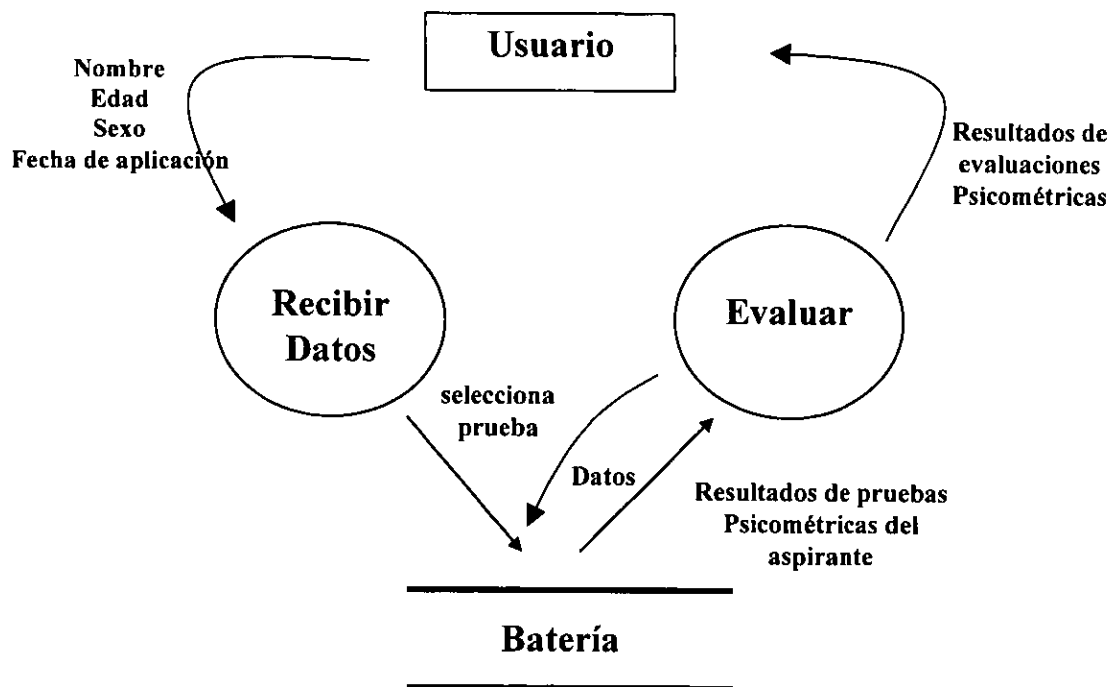 Usuario
Nombre
Edad
Sexo
Fecha de aplicación
Resultados de
evaluaciones
Psicométricas
Recibir
Datos
Evaluar
selecciona
prueba
Datos
Resultados de pruebas
Psicométricas del
aspirante
Batería